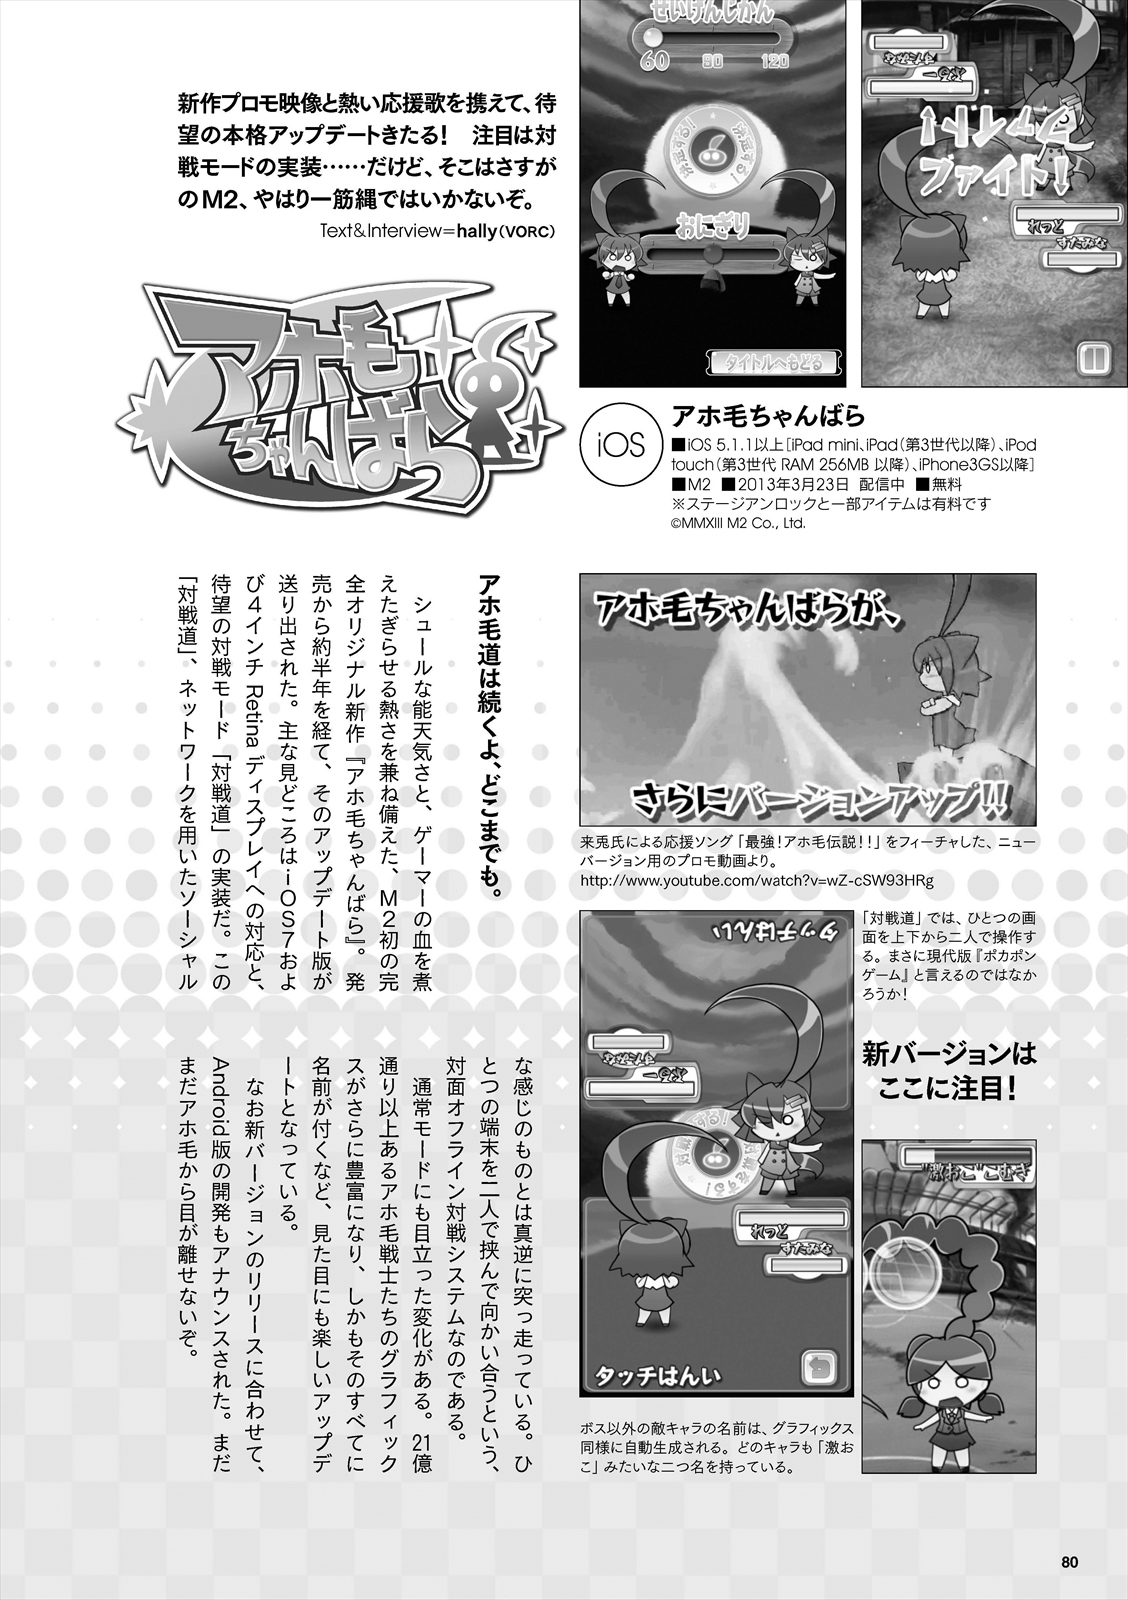 新作プロモ映像と熱い応援歌を携えて、待
望の本格アップデートきたる！　注目は対
戦モードの実装……だけど、そこはさすが
のM2、やはり一筋縄ではいかないぞ。
Text&Interview=hally(VORC)
アホ毛
ちゃんばら
せいげんじかん
60 90 120
決定する!
決定する!
おにぎり
タイトルへもどる
ファイト!
ファイト!
れっど
すたみな
iOS
アホ毛ちゃんばら
■iOS 5.1.1以上[iPad mini、iPad（第3世代以降）、iPod
touch（第3世代 RAM 256MB 以降）、iPhone3GS以降]
■M2 ■2013年3月23日 配信中 ■無料
※ステージアンロックと一部アイテムは有料です
©MMXIII M2 Co., Ltd.
アホ毛ちゃんばらが、
さらにバージョンアップ!!
来兎氏による応援ソング「最強！アホ毛伝説！！」をフィーチャした、ニュー
バージョン用のプロモ動画より。
http://www.youtube.com/watch?v=wZ-cSW93HRg
アホ毛道は続くよ、どこまでも。
シュールな能天気さと、ゲーマーの血を煮
えたぎらせる熱さを兼ね備えた、M2初の完
全オリジナル新作『アホ毛ちゃんばら』。発
売から約半年を経て、そのアップデート版が
送り出された。主な見どころはiOS7およ
び4インチRetinaディスプレイへの対応と、
待望の対戦モード「対戦道」の実装だ。この
「対戦道」、ネットワークを用いたソーシャル
な感じのものとは真逆に突っ走っている。ひ
とつの端末を二人で挟んで向かい合うという、
対面オフライン対戦システムなのである。
通常モードにも目立った変化がある。21億
通り以上あるアホ毛戦士たちのグラフィック
スがさらに豊富になり、しかもそのすべてに
名前が付くなど、見た目にも楽しいアップデ
ートとなっている。
なお新バージョンのリリースに合わせて、
Android版の開発もアナウンスされた。まだ
まだアホ毛から目が離せないぞ。
タッチはんい
れっど
すたみな
タッチはんい
「対戦道」では、ひとつの画
面を上下から二人で操作す
る。まさに現代版『ポカポン
ゲーム』と言えるのではなか
ろうか！
新バージョンは
ここに注目！
"激おこ"こむぎ
ボス以外の敵キャラの名前は、グラフィックス
同様に自動生成される。どのキャラも「激お
こ」みたいな二つ名を持っている。
80